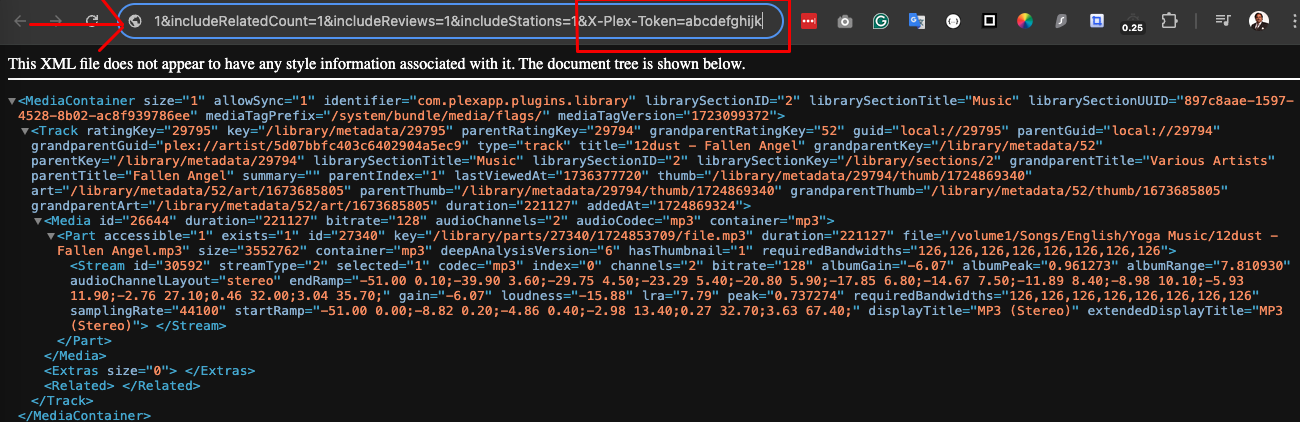 1&includeRelatedCount=1&includeReviews=1&includeStations=1&X-Plex-Token=abcdefghijk
0.25
This XML file does not appear to have any style information associated with it. The document tree is shown below.
▼<MediaContainer size="1" allowSync="1" identifier="com.plexapp.plugins.library" librarySectionID="2" librarySectionTitle="Music" librarySectionUUID="897c8aae-1597-
4528-8b02-ac8f939786ee" mediaTagPrefix="/system/bundle/media/flags/" mediaTagVersion="1723099372">
▼<Track ratingKey="29795" key="/library/metadata/29795" parentRatingKey="29794" grandparentRatingKey="52" guid="local://29795" parentGuid="local://29794"
grandparentGuid="plex://artist/5d07bbfc403c6402904a5ec9" type="track" title="12dust – Fallen Angel" grandparentKey="/library/metadata/52"
parentKey="/library/metadata/29794" librarySectionTitle="Music" librarySectionID="2" librarySectionKey="/library/sections/2" grandparentTitle="Various Artists"
parentTitle="Fallen Angel" summary="" parentIndex="1" lastViewedAt="1736377720" thumb="/library/metadata/29794/thumb/1724869340"
art="/library/metadata/52/art/1673685805" parentThumb="/library/metadata/29794/thumb/1724869340" grandparentThumb="/library/metadata/52/thumb/1673685805"
grandparentArt="/library/metadata/52/art/1673685805" duration="221127" addedAt="1724869324">
▼<Media id="26644" duration="221127" bitrate="128" audioChannels="2" audioCodec="mp3" container="mp3">
▼<Part accessible="1" exists="1" id="27340" key="/library/parts/27340/1724853709/file.mp3" duration="221127" file="/volume1/Songs/English/Yoga Music/12dust –
Fallen Angel.mp3" size="3552762" container="mp3" deepAnalysisVersion="6" hasThumbnail="1" requiredBandwidths="126,126,126,126,126,126,126,126">
<Stream id="30592" streamType="2" selected="1" codec="mp3" index="0" channels="2" bitrate="128" albumGain="-6.07" albumPeak="0.961273" albumRange="7.810930"
audioChannelLayout="stereo" endRamp="-51.00 0.10;-39.90 3.60;-29.75 4.50;-23.29 5.40;-20.80 5.90;-17.85 6.80;-14.67 7.50;-11.89 8.40;-8.98 10.10;-5.93
11.90;-2.76 27.10;0.46 32.00;3.04 35.70;" gain="-6.07" loudness="-15.88" lra="7.79" peak="0.737274" requiredBandwidths="126,126,126,126,126,126,126,126"
samplingRate="44100" startRamp="-51.00 0.00;-8.82 0.20;-4.86 0.40;-2.98 13.40;0.27 32.70;3.63 67.40;" displayTitle="MP3 (Stereo)" extendedDisplayTitle="MP3
(Stereo)"> </Stream>
</Part>
</Media>
<Extras size="0"> </Extras>
<Related> </Related>
</Track>
</MediaContainer>